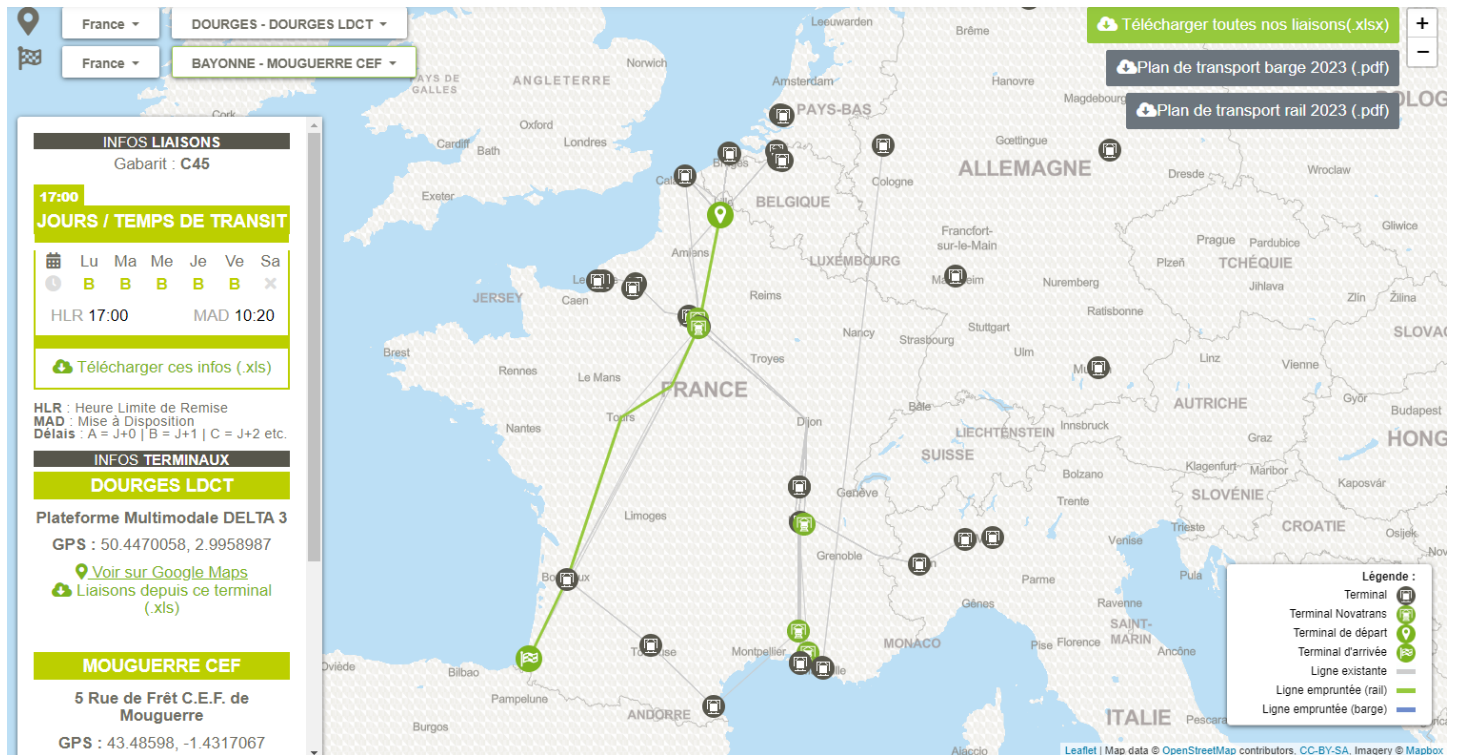 France
DOURGES - DOURGES LDCT
France
BAYONNE - MOUGUERRE CEF
Télécharger toutes nos liaisons(.xlsx)
Plan de transport barge 2023 (.pdf)
Plan de transport rail 2023 (.pdf)
+
−
INFOS LIAISONS
Gabarit : C45
17:00
JOURS / TEMPS DE TRANSIT
Lu Ma Me Je Ve Sa
B B B B B
HLR 17:00 MAD 10:20
Télécharger ces infos (.xls)
HLR : Heure Limite de Remise
MAD : Mise à Disposition
Délais : A = J+0 | B = J+1 | C = J+2 etc.
INFOS TERMINAUX
DOURGES LDCT
Plateforme Multimodale DELTA 3
GPS : 50.4470058, 2.9958987
Voir sur Google Maps
Liaisons depuis ce terminal
(.xls)
MOUGUERRE CEF
5 Rue de Frêt C.E.F. de
Mouguerre
GPS : 43.48598, -1.4317067
Leeuwarden
Brême
Norwich
Amsterdam
Hanovre
PAYS DE
GALLES
ANGLETERRE
PAYS-BAS
Magdebourg
Cork
Oxford
Cardiff
Bath
Londres
Gœttingue
ALLEMAGNE
Cologne
Dresde
Wroclaw
Exeter
BELGIQUE
Francfort-
sur-le-Main
Prague
Pardubice
Gliwice
Amiens
LUXEMBOURG
Plzeň
TCHÉQUIE
JERSEY
Caen
Reims
Nuremberg
Jihlava
Zlín
Žilina
Ratisbonne
Brest
Rennes
Le Mans
Nancy
Strasbourg
Stuttgart
Troyes
Ulm
Linz
Vienne
FRANCE
Nantes
Tours
Dijon
Bâle
AUTRICHE
Győr
Budapest
LIECHTENSTEIN
Innsbruck
Graz
SUISSE
Genève
Bolzano
Klagenfurt
Maribor
Kaposvár
Limoges
Trente
SLOVÉNIE
Grenoble
Venise
Trieste
CROATIE
Osijek
Parme
Pula
Gênes
Ravenne
SAINT-
MARIN
Montpellier
MONACO
Pise
Florence
Ancône
Bilbao
Pampelune
ANDORRE
Burgos
ITALIE
Ajaccio
Légende :
Terminal
Terminal Novatrans
Terminal de départ
Terminal d'arrivée
Ligne existante
Ligne empruntée (rail)
Ligne empruntée (barge)
Leaflet | Map data © OpenStreetMap contributors, CC-BY-SA, Imagery © Mapbox